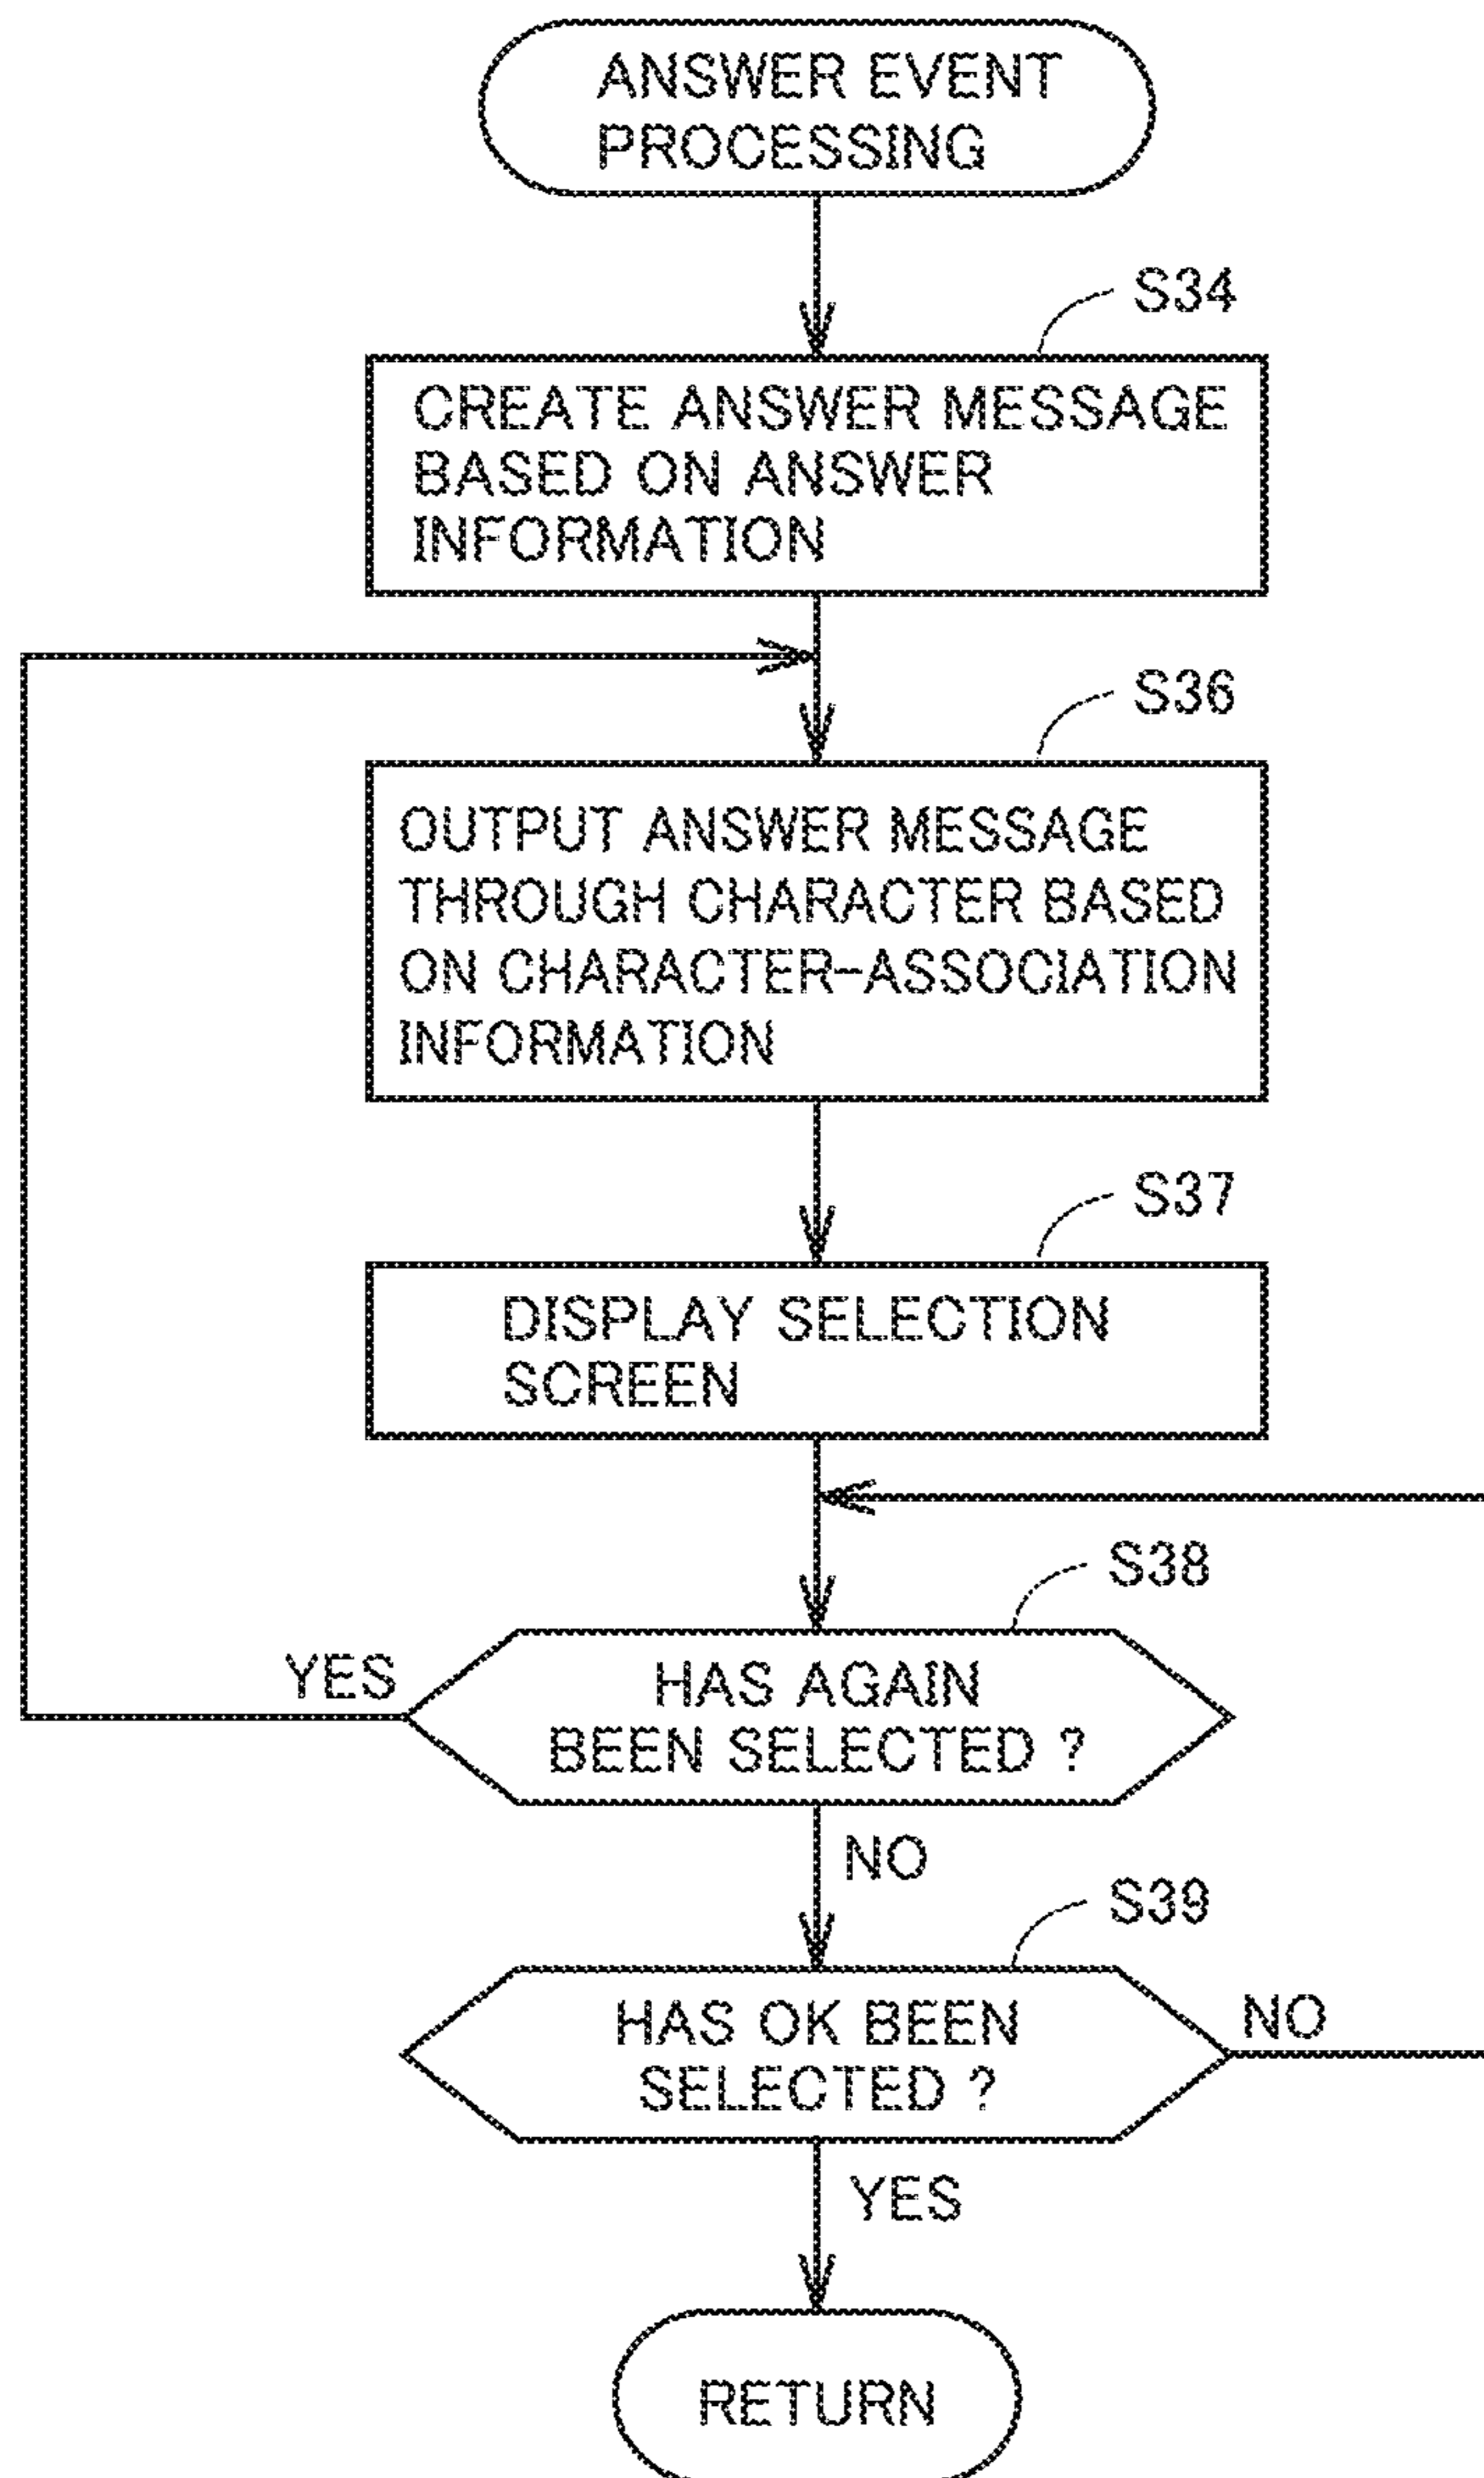 ANSWER EVENT
PROCESSING
S34
CREATE ANSWER MESSAGE
BASED ON ANSWER
INFORMATION
S36
OUTPUT ANSWER MESSAGE
THROUGH CHARACTER BASED
ON CHARACTER-ASSOCIATION
INFORMATION
S37
DISPLAY SELECTION
SCREEN
S38
YES
HAS AGAIN
BEEN SELECTED ?
NO
S39
HAS OK BEEN
SELECTED ?
NO
YES
RETURN